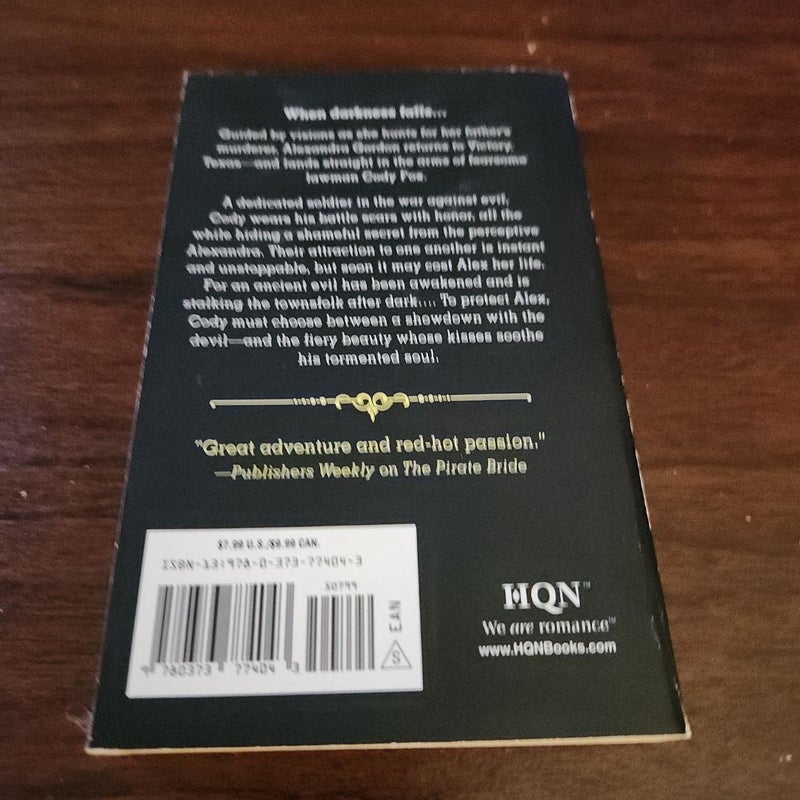 When darkness falls...
Guided by visions as she hunts for her father's
murderer, Alexandra Gordon returns to Victory,
Texas—and lands straight in the arms of fearsome
lawman Cody Fox.
A dedicated soldier in the war against evil,
Cody wears his battle scars with honor, all the
while hiding a shameful secret from the perceptive
Alexandra. Their attraction to one another is instant
and unstoppable, but soon it may cost Alex her life.
For an ancient evil has been awakened and is
stalking the townsfolk after dark.... To protect Alex,
Cody must choose between a showdown with the
devil—and the fiery beauty whose kisses soothe
his tormented soul.
"Great adventure and red-hot passion."
—Publishers Weekly on The Pirate Bride
$7.99 U.S./$9.99 CAN.
ISBN-13:978-0-373-77404-3
50799
EAN
S
9 780373 77404 3
HQN™
We are romance™
www.HQNBooks.com